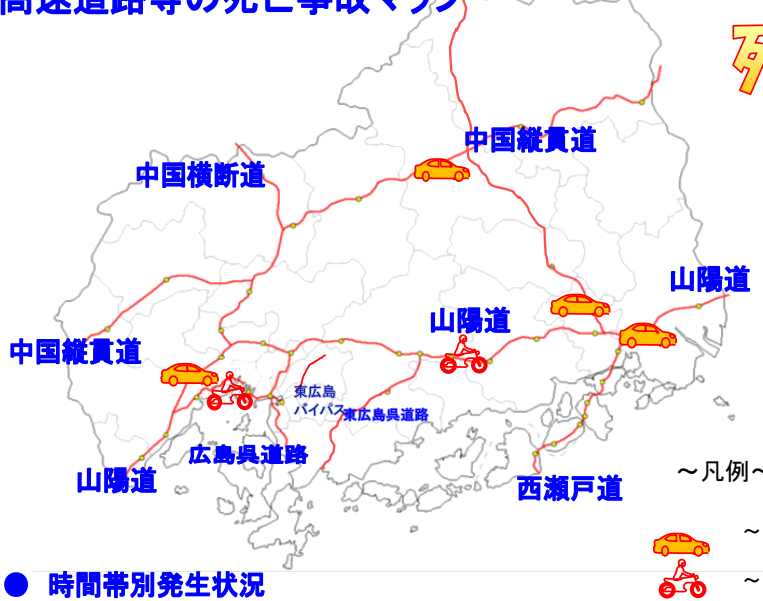 高速道路等の死亡事故マップ
中国縦貫道
中国横断道
山陽道
山陽道
中国縦貫道
東広島
バイパス
東広島呉道路
広島呉道路
山陽道
西瀬戸道
～凡例～
～
～
● 時間帯別発生状況